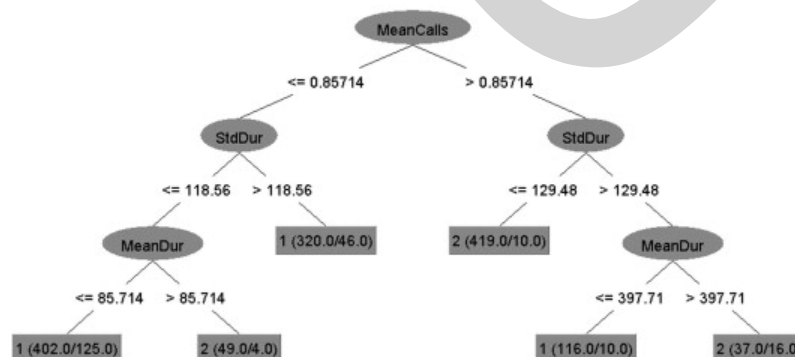 MeanCalls
<= 0.85714 > 0.85714
StdDur StdDur
<= 118.56 > 118.56 <= 129.48 > 129.48
MeanDur 1 (320.0/46.0) 2 (419.0/10.0) MeanDur
<= 85.714 > 85.714 <= 397.71 > 397.71
1 (402.0/125.0) 2 (49.0/4.0) 1 (116.0/10.0) 2 (37.0/16.0